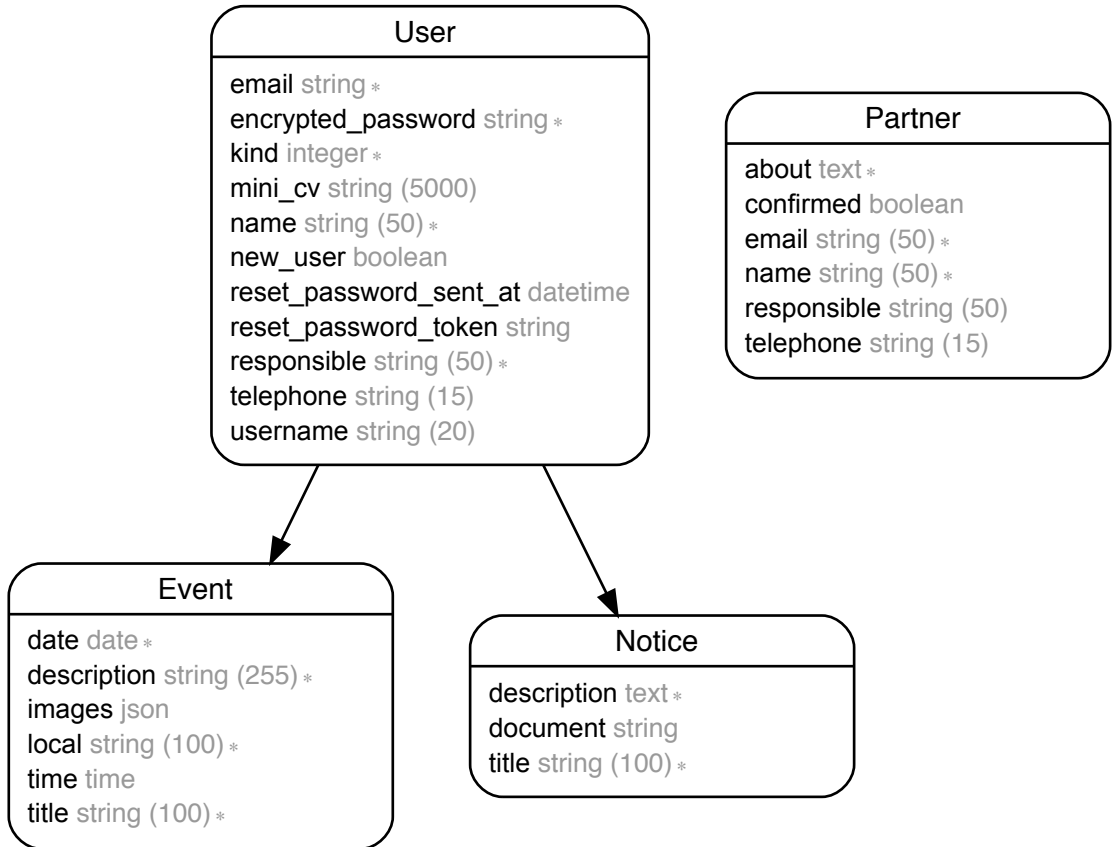 User
email string *
encrypted_password string *
kind integer *
mini_cv string (5000)
name string (50) *
new_user boolean
reset_password_sent_at datetime
reset_password_token string
responsible string (50) *
telephone string (15)
username string (20)
Partner
about text *
confirmed boolean
email string (50) *
name string (50) *
responsible string (50)
telephone string (15)
Event
date date *
description string (255) *
images json
local string (100) *
time time
title string (100) *
Notice
description text *
document string
title string (100) *